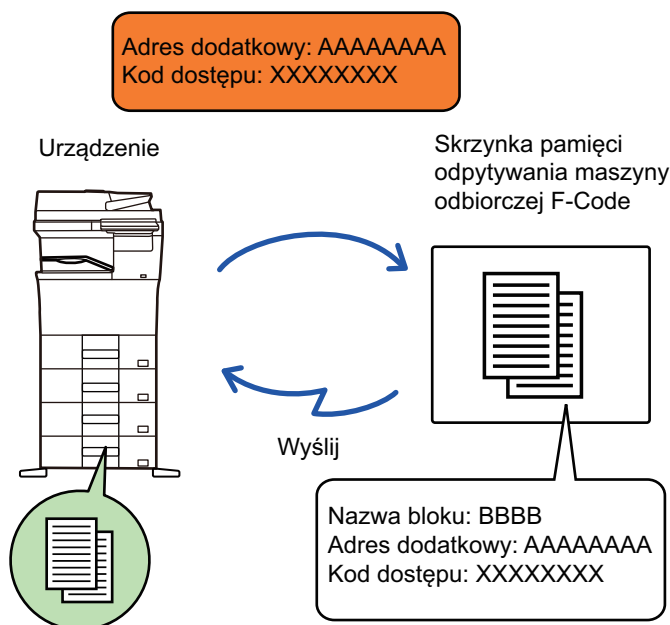 Adres dodatkowy: AAAAAAAA
Kod dostępu: XXXXXXXX
Urządzenie
Skrzynka pamięci
odpytywania maszyny
odbiorczej F-Code
Wyślij
Nazwa bloku: BBBB
Adres dodatkowy: AAAAAAAA
Kod dostępu: XXXXXXXX